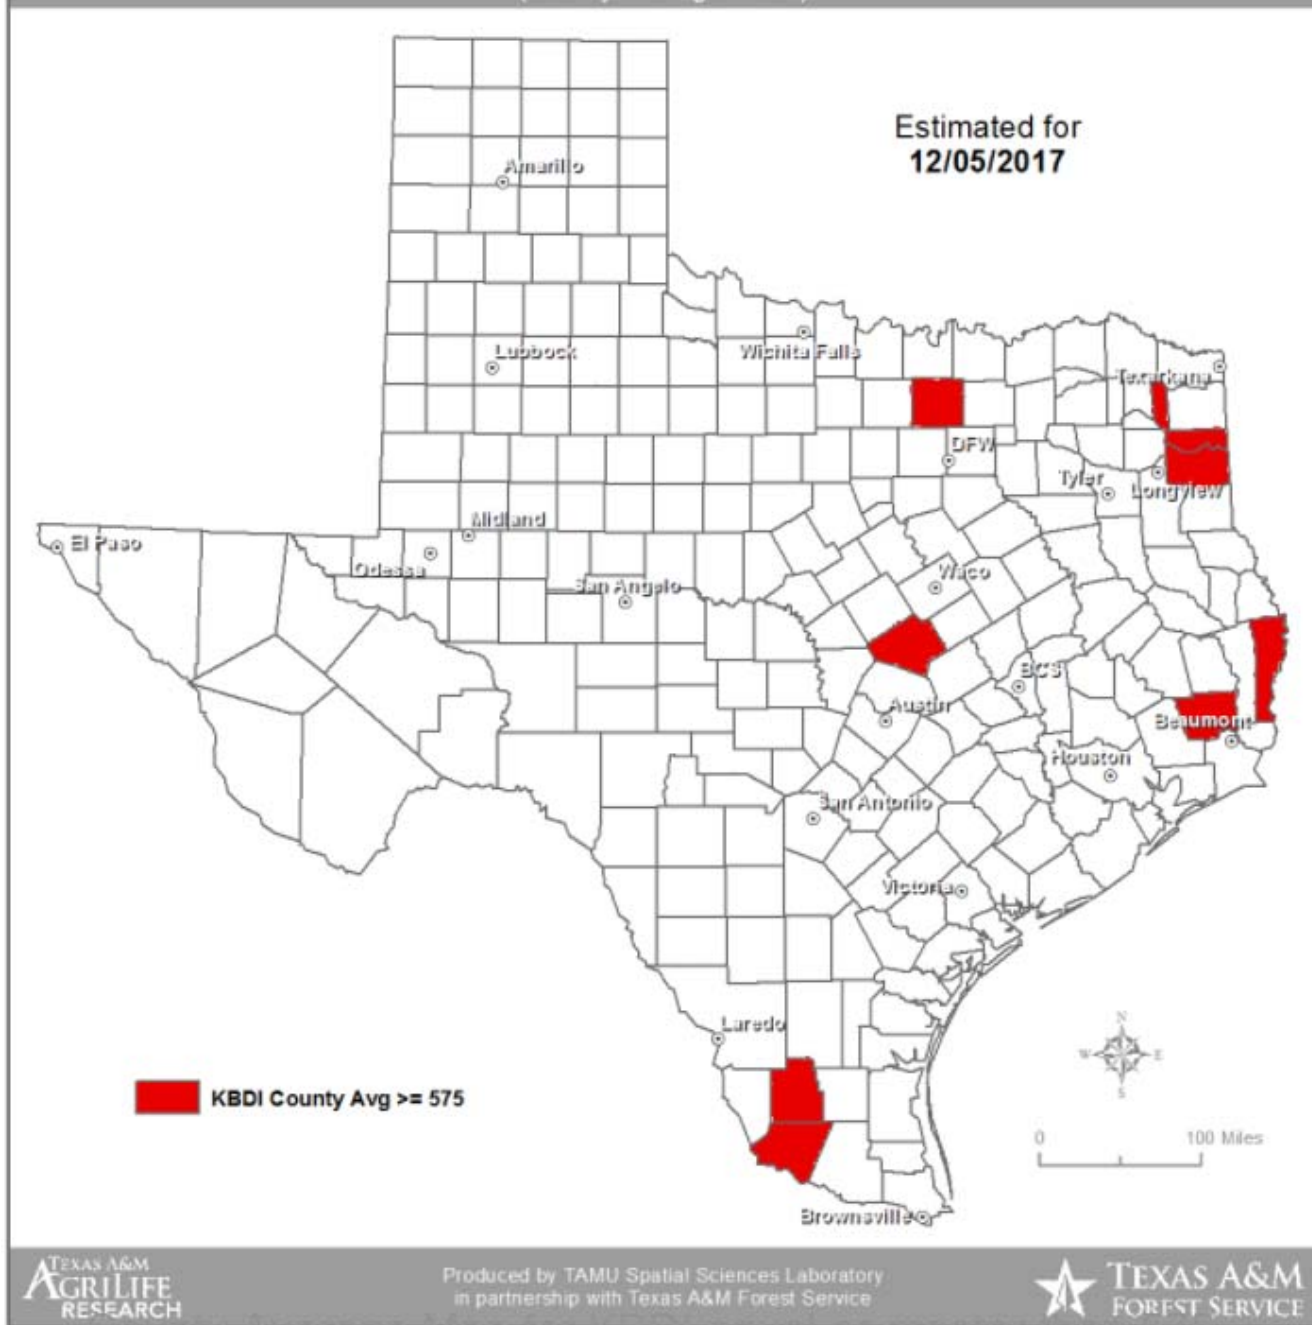 Estimated for
12/05/2017
Amarillo
Lubbock
Wichita Falls
Texarkana
DFW
Tyler
Longview
Midland
El Paso
Odessa
San Angelo
Waco
BCS
Austin
Beaumont
Houston
San Antonio
Victoria
Laredo
N
W
E
S
KBDI County Avg >= 575
0
100 Miles
Brownsville
TEXAS A&M
AGRILIFE
RESEARCH
Produced by TAMU Spatial Sciences Laboratory
in partnership with Texas A&M Forest Service
TEXAS A&M
FOREST SERVICE